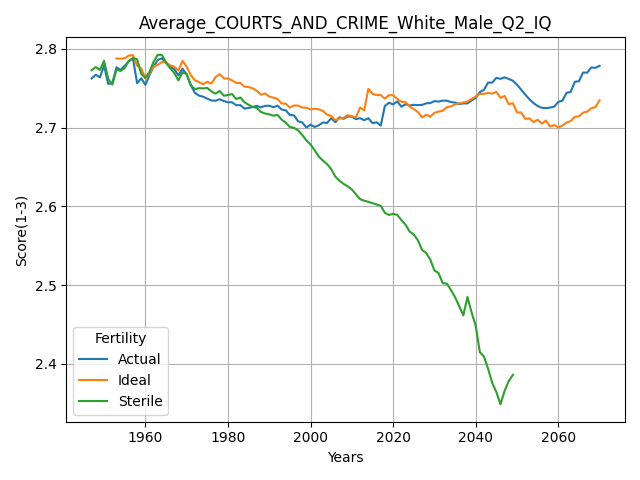 Average_COURTS_AND_CRIME_White_Male_Q2_IQ
2.8
2.7
2.6
2.5
2.4
Score(1-3)
Fertility
Actual
Ideal
Sterile
1960 1980 2000 2020 2040 2060
Years